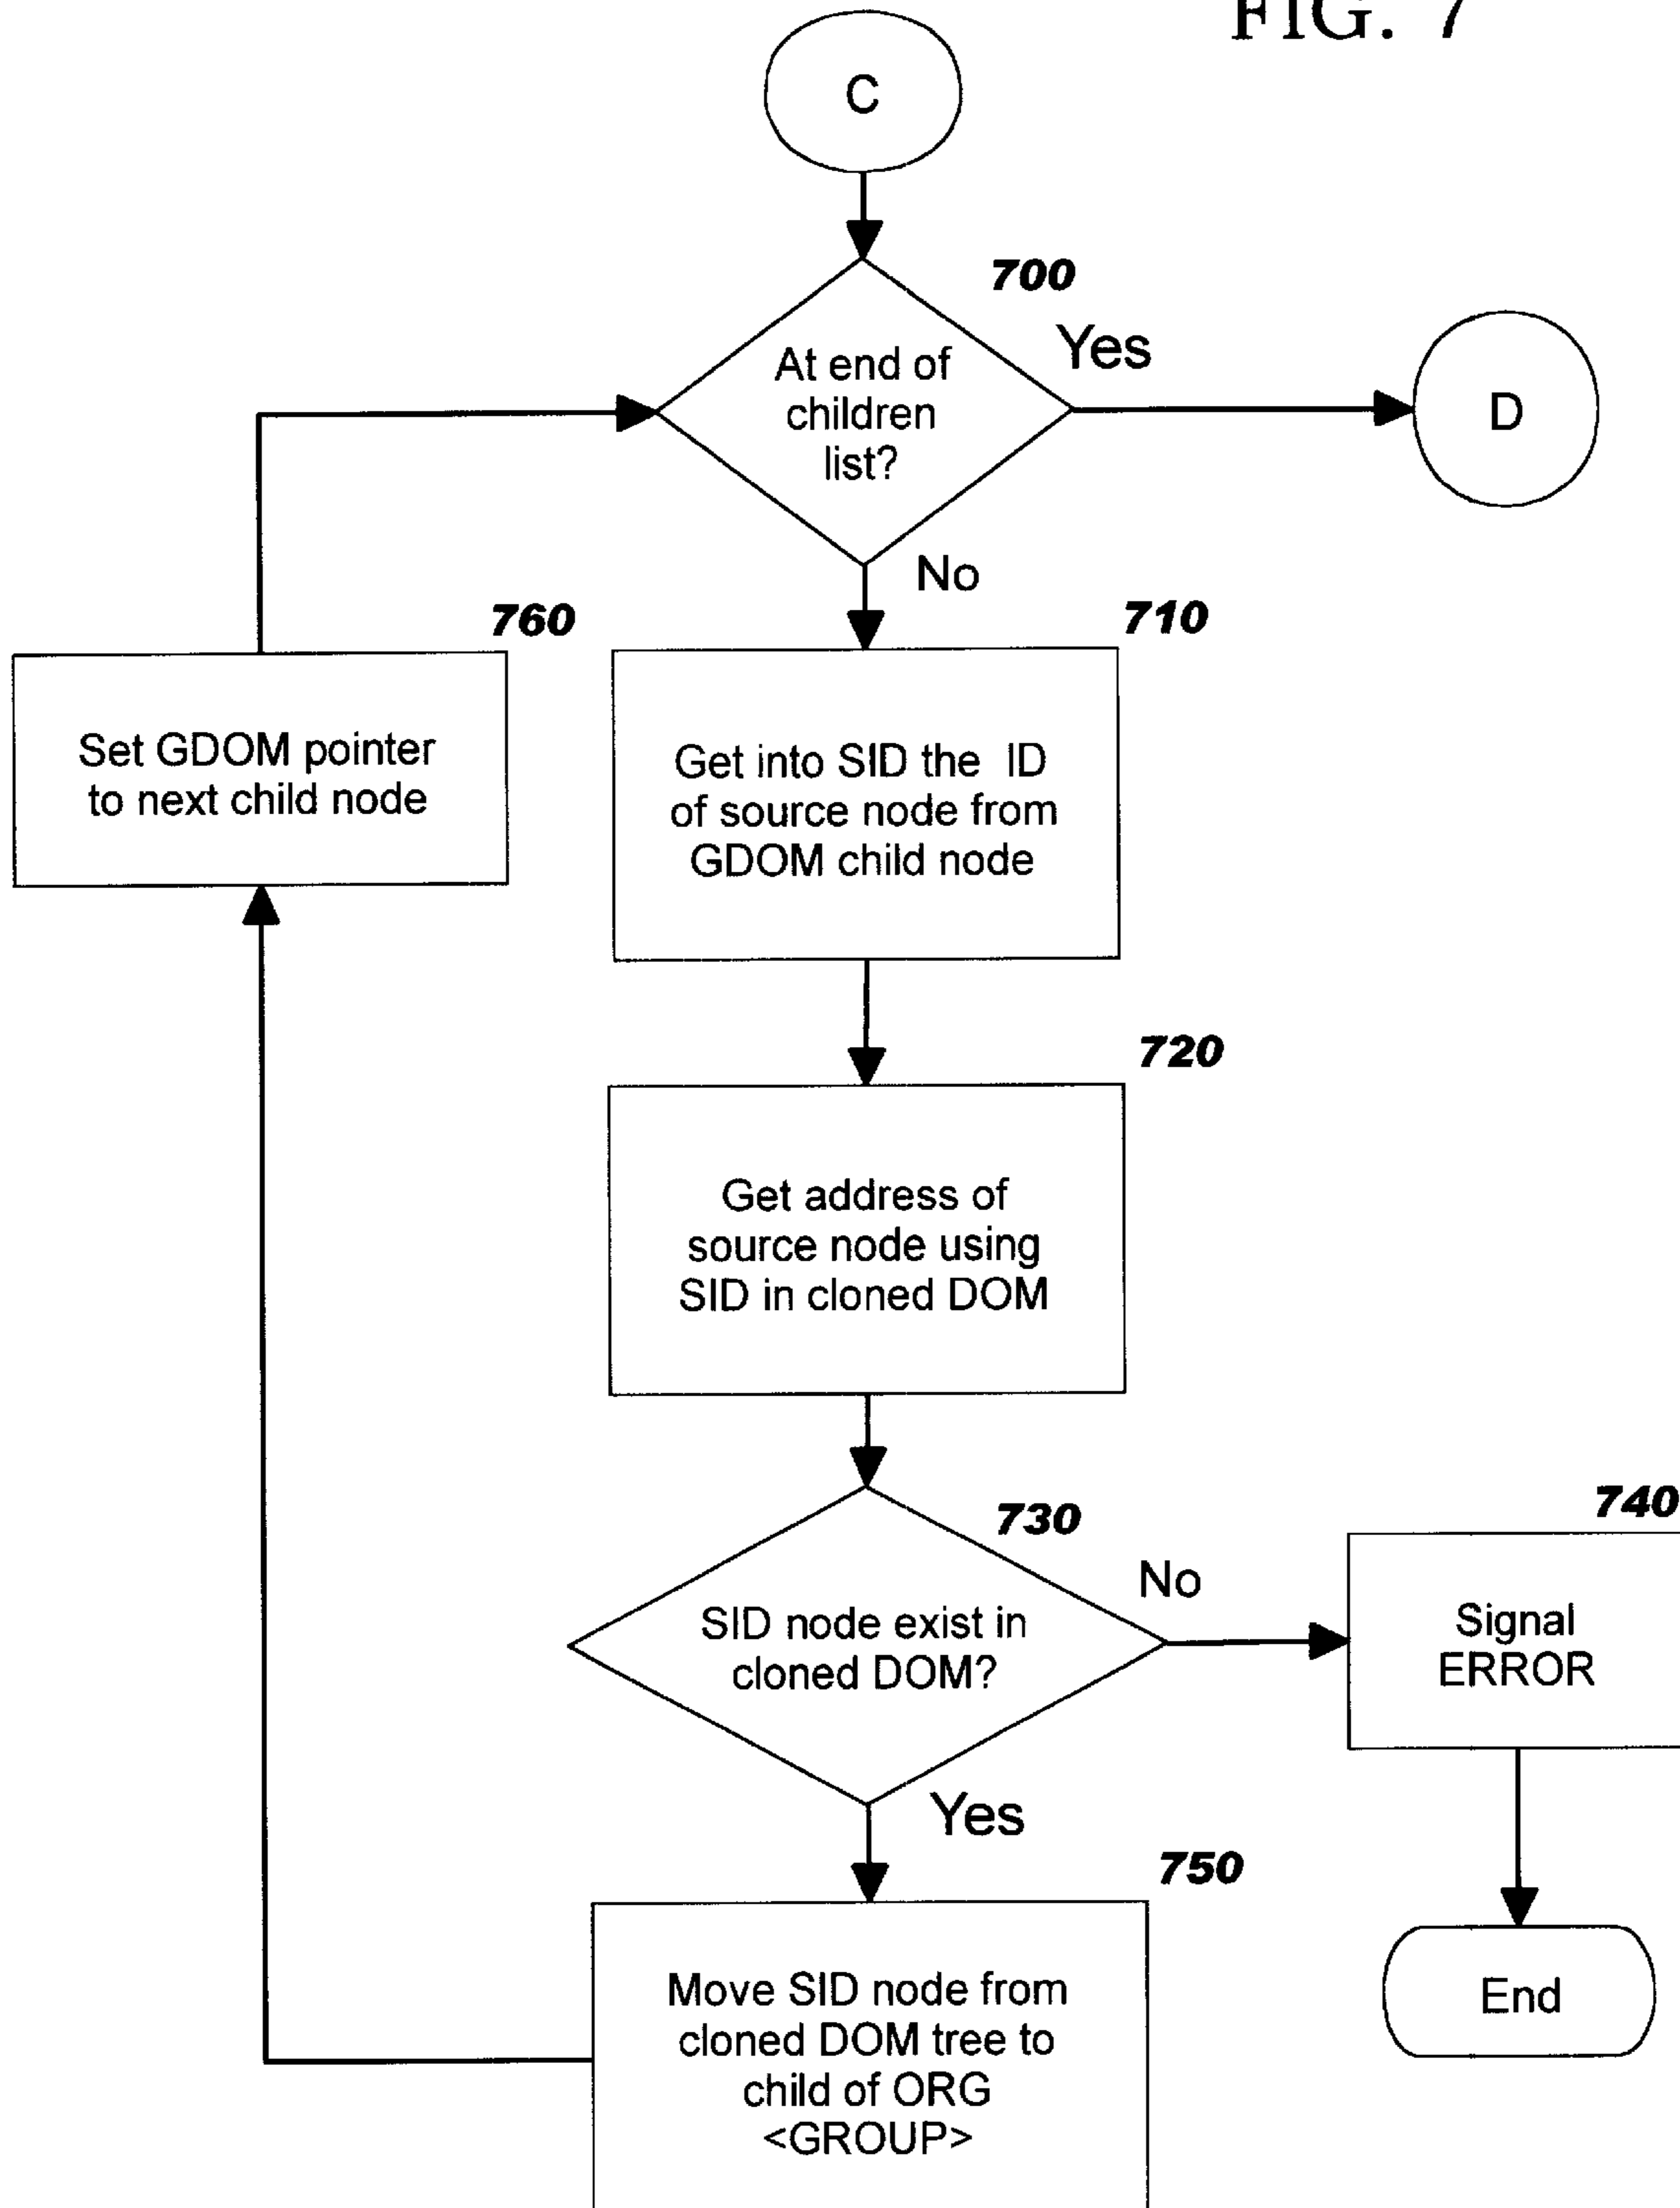 FIG. 7
C
700
At end of
children
list?
Yes
D
No
760
Set GDOM pointer
to next child node
710
Get into SID the ID
of source node from
GDOM child node
720
Get address of
source node using
SID in cloned DOM
730
SID node exist in
cloned DOM?
No
740
Signal
ERROR
Yes
750
Move SID node from
cloned DOM tree to
child of ORG
<GROUP>
End